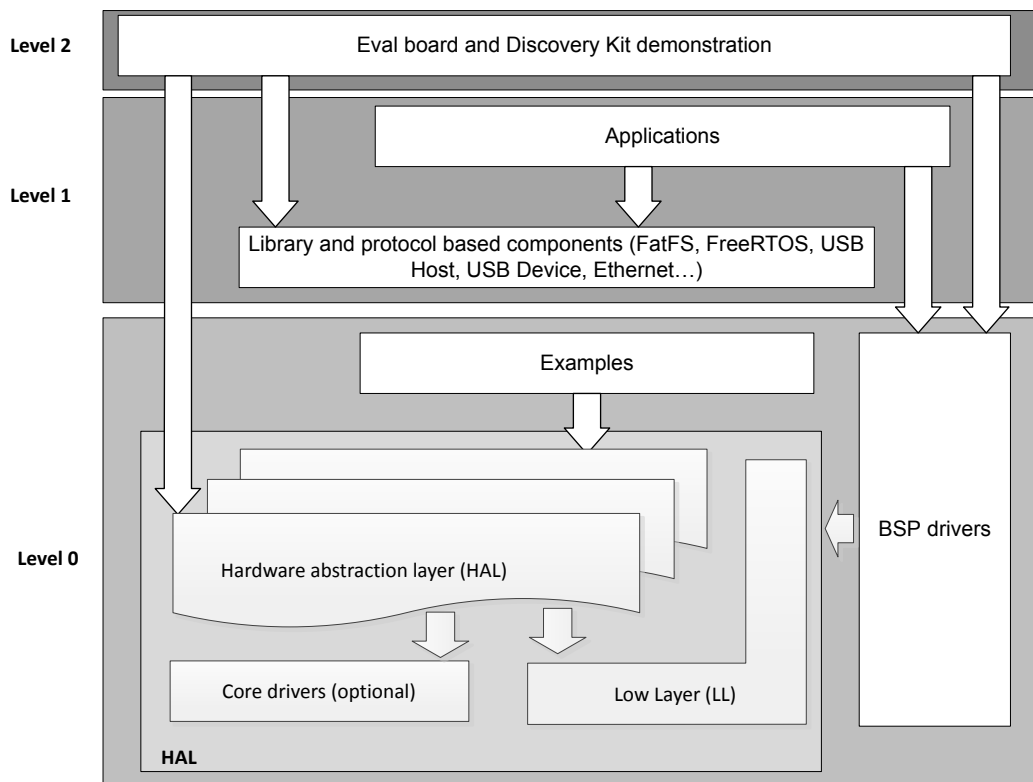 Level 2
Eval board and Discovery Kit demonstration
Applications
Level 1
Library and protocol based components (FatFS, FreeRTOS, USB
Host, USB Device, Ethernet…)
Examples
BSP drivers
Level 0
Hardware abstraction layer (HAL)
Core drivers (optional)
Low Layer (LL)
HAL